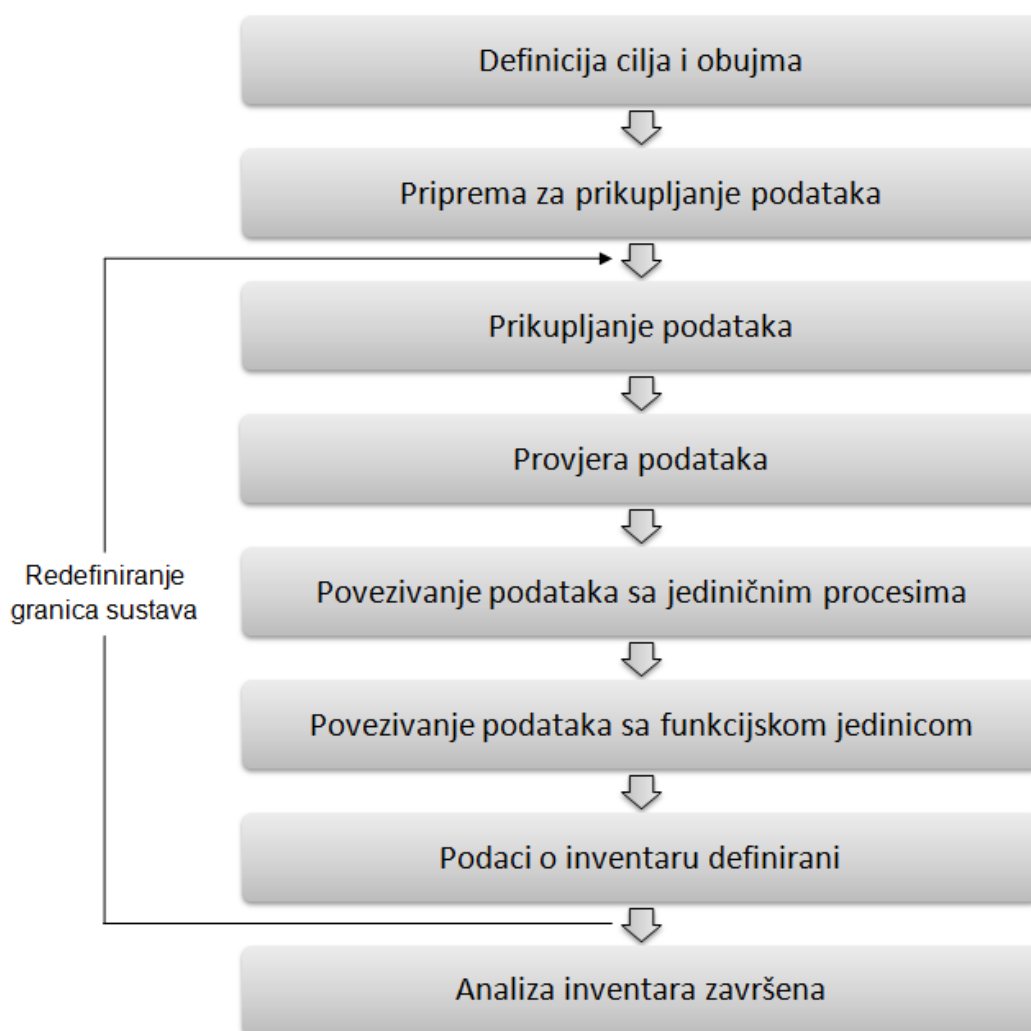 Definicija cilja i obujma
Priprema za prikupljanje podataka
Prikupljanje podataka
Provjera podataka
Povezivanje podataka sa jediničnim procesima
Redefiniranje
granica sustava
Povezivanje podataka sa funkcijskom jedinicom
Podaci o inventaru definirani
Analiza inventara završena